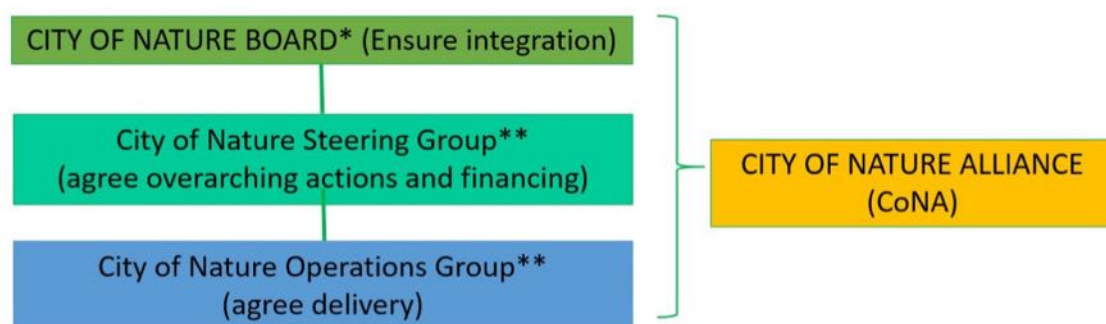 CITY OF NATURE BOARD* (Ensure integration)
City of Nature Steering Group**
(agree overarching actions and financing)
City of Nature Operations Group**
(agree delivery)
CITY OF NATURE ALLIANCE
(CoNA)